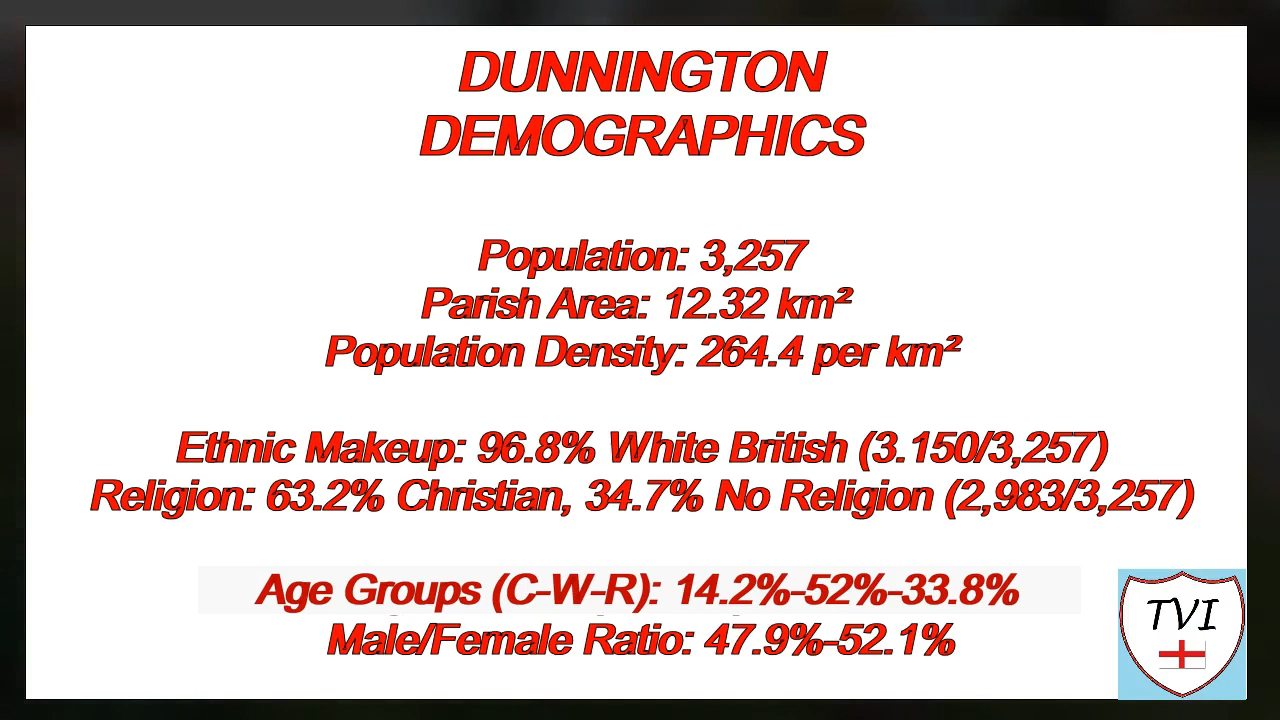 DUNNINGTON
DEMOGRAPHICS
Population: 3,257
Parish Area: 12.32 km²
Population Density: 264.4 per km²
Ethnic Makeup: 96.8% White British (3.150/3,257)
Religion: 63.2% Christian, 34.7% No Religion (2,983/3,257)
Age Groups (C-W-R): 14.2%-52%-33.8%
Male/Female Ratio: 47.9%-52.1%
TVI